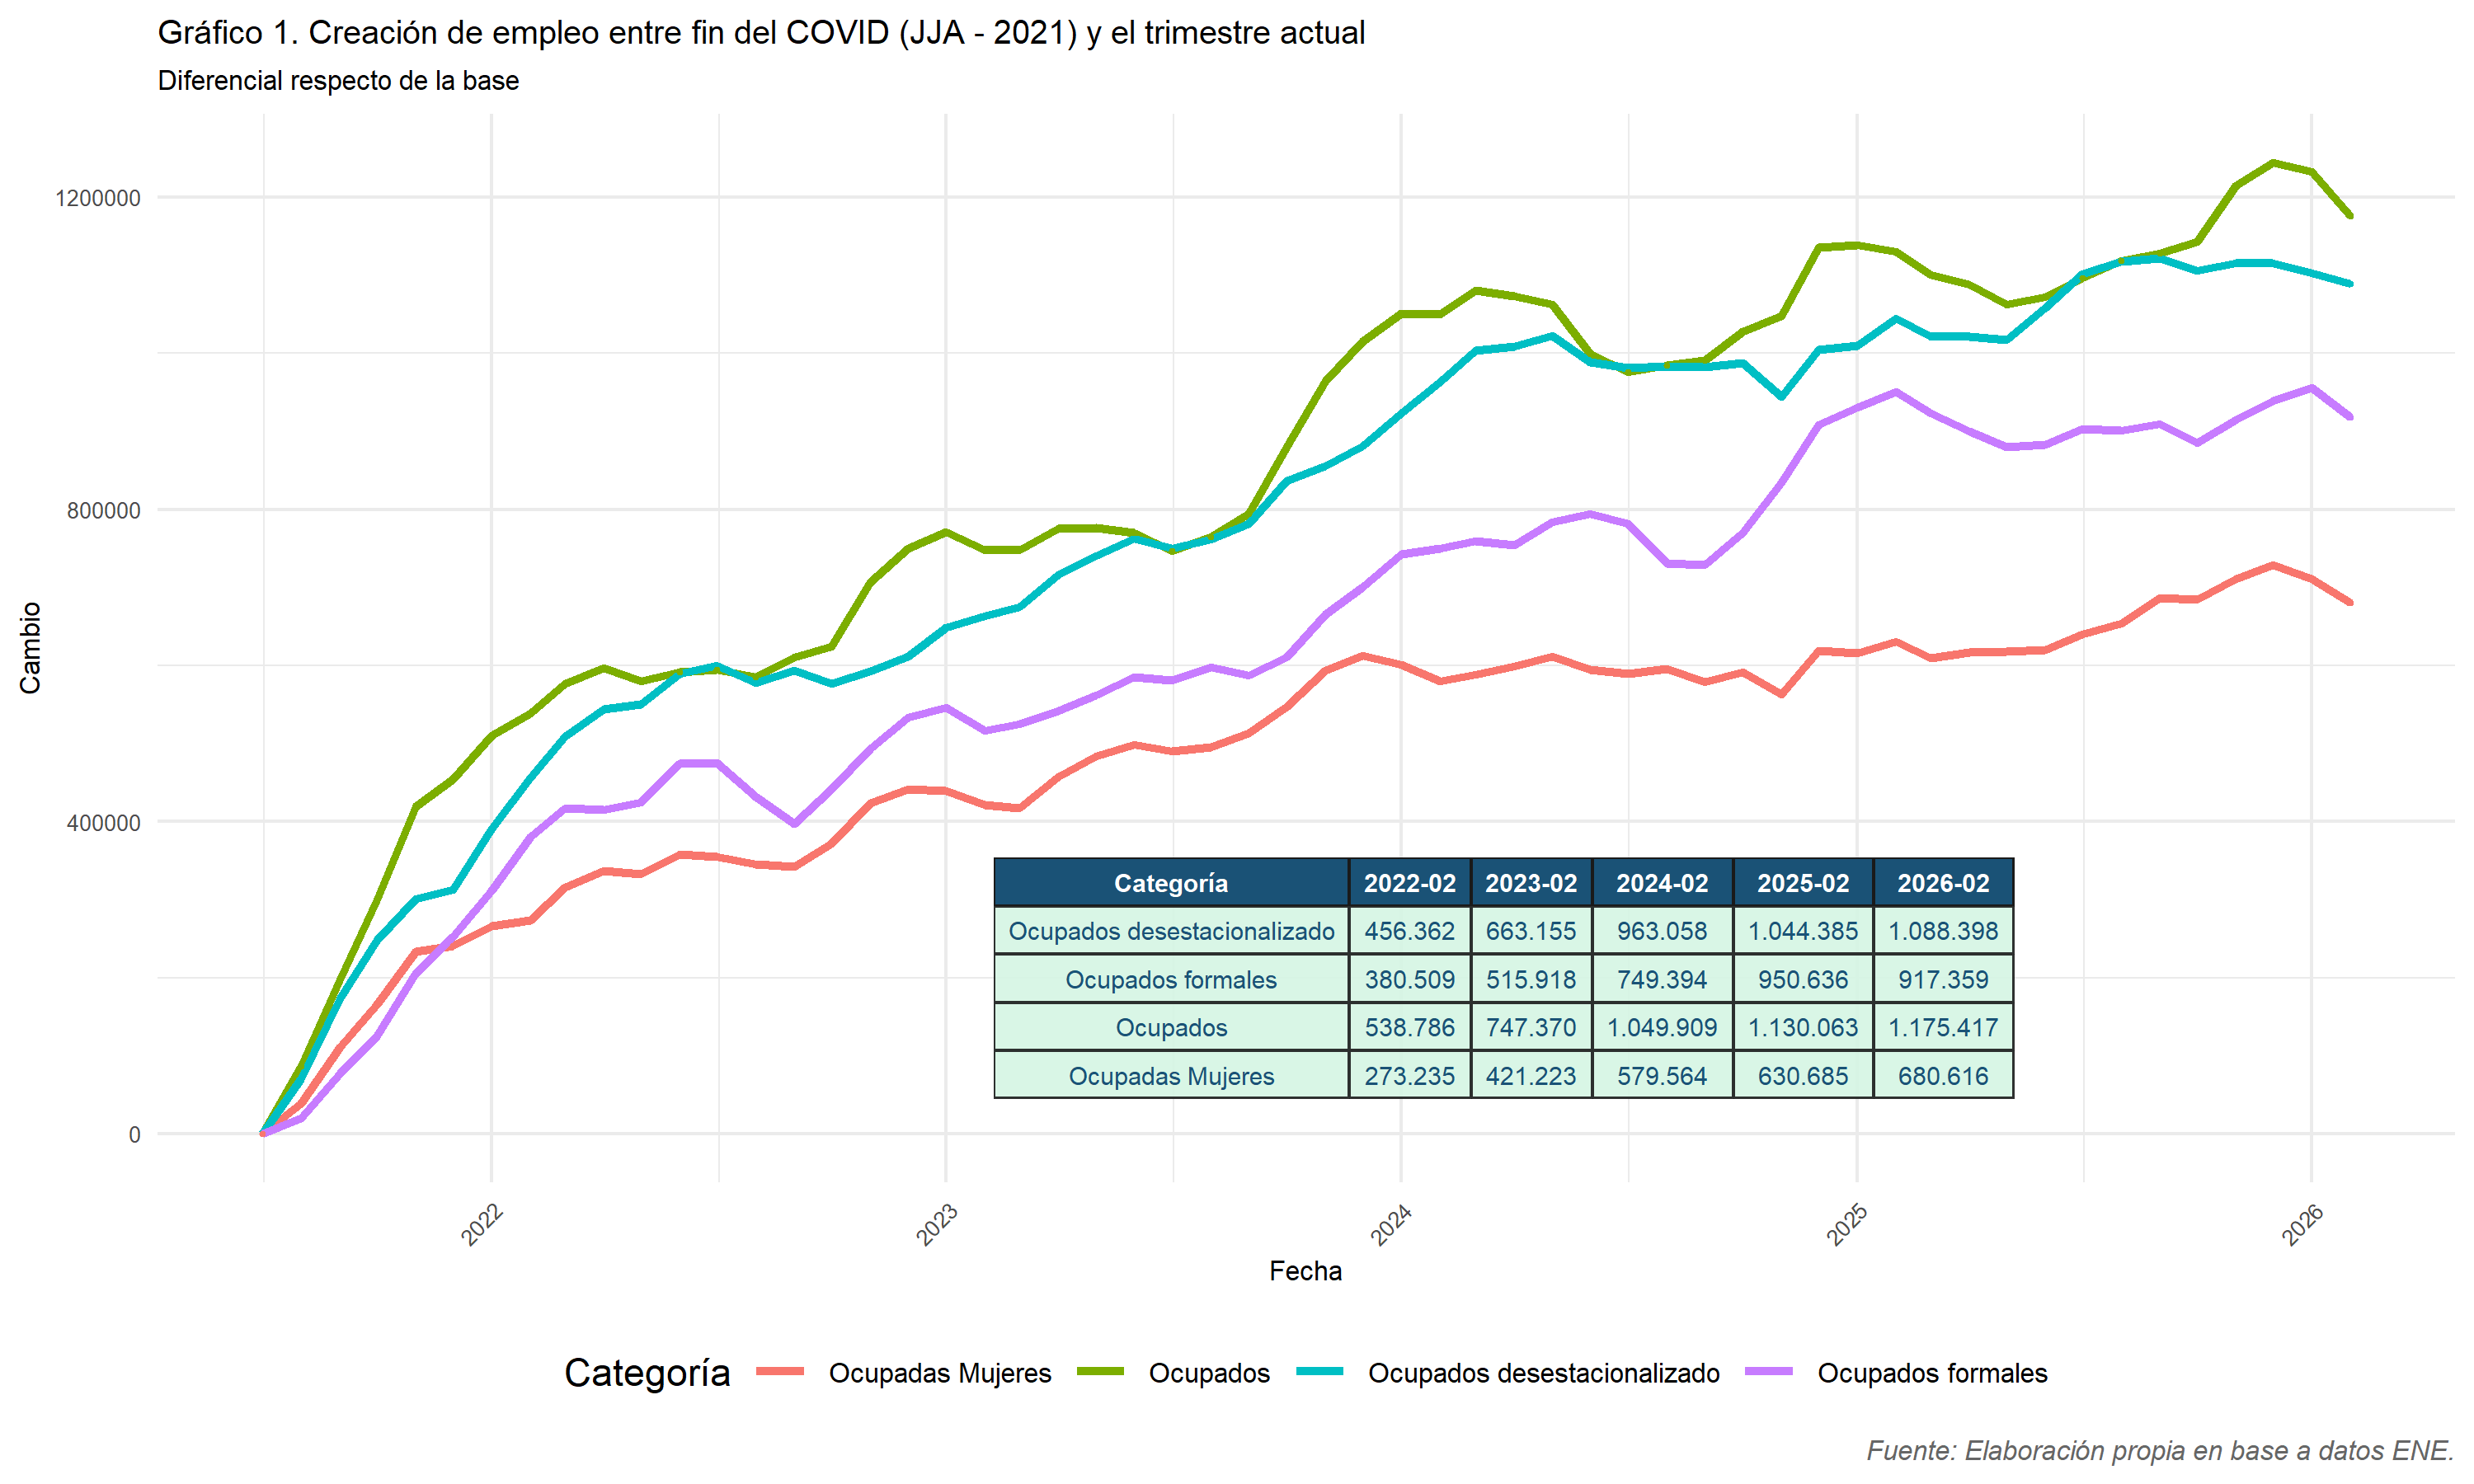 Gráfico 1. Creación de empleo entre fin del COVID (JJA - 2021) y el trimestre actual
Diferencial respecto de la base
1200000
800000
400000
0
Cambio
Categoría 2022-02 2023-02 2024-02 2025-02 2026-02
Ocupados desestacionalizado 456.362 663.155 963.058 1.044.385 1.088.398
Ocupados formales 380.509 515.918 749.394 950.636 917.359
Ocupados 538.786 747.370 1.049.909 1.130.063 1.175.417
Ocupadas Mujeres 273.235 421.223 579.564 630.685 680.616
2022 2023 2024 2025 2026
Fecha
Categoría Ocupadas Mujeres Ocupados Ocupados desestacionalizado Ocupados formales
Fuente: Elaboración propia en base a datos ENE.